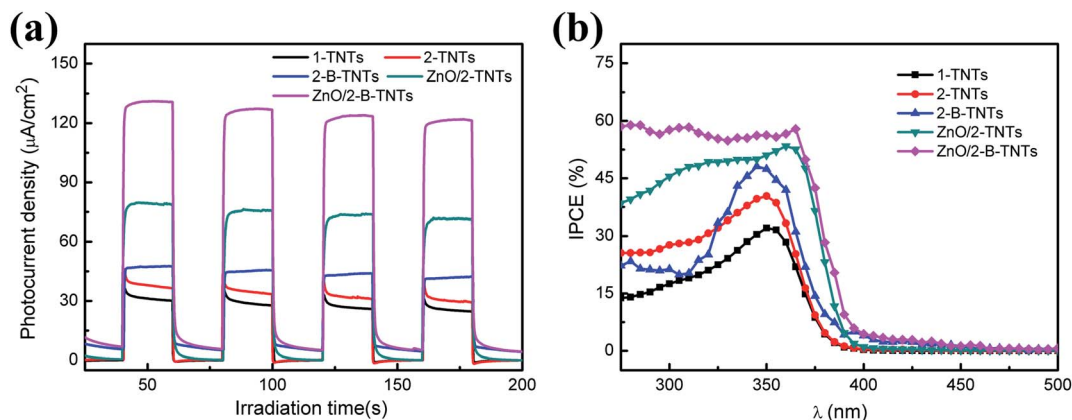 (a)
Photocurrent density (μA/cm²)
150
120
90
60
30
0
1-TNTs 2-TNTs
2-B-TNTs ZnO/2-TNTs
ZnO/2-B-TNTs
50 100 150 200
Irradiation time(s)
(b)
IPCE (%)
75
60
45
30
15
0
1-TNTs
2-TNTs
2-B-TNTs
ZnO/2-TNTs
ZnO/2-B-TNTs
300 350 400 450 500
λ (nm)